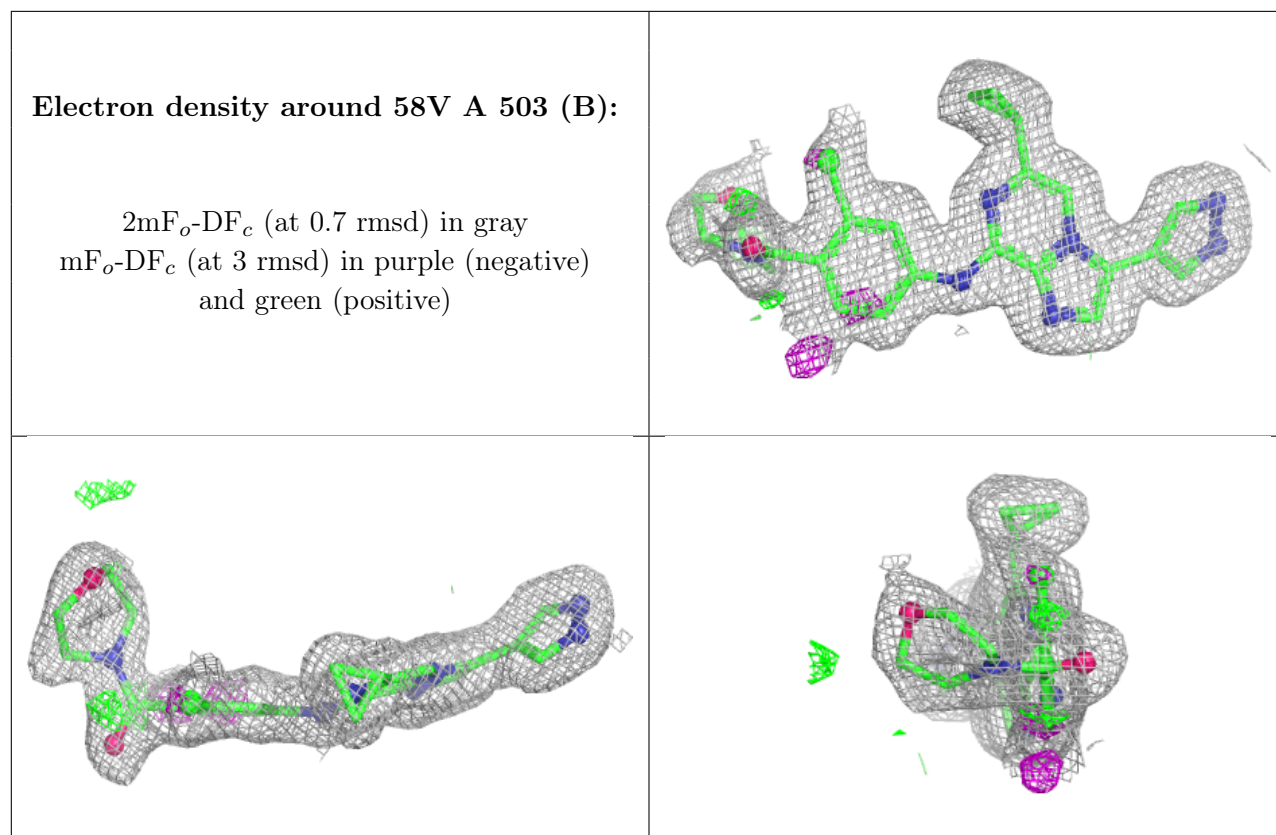 Electron density around 58V A 503 (B):
2mFo-DFc (at 0.7 rmsd) in gray
mFo-DFc (at 3 rmsd) in purple (negative)
and green (positive)